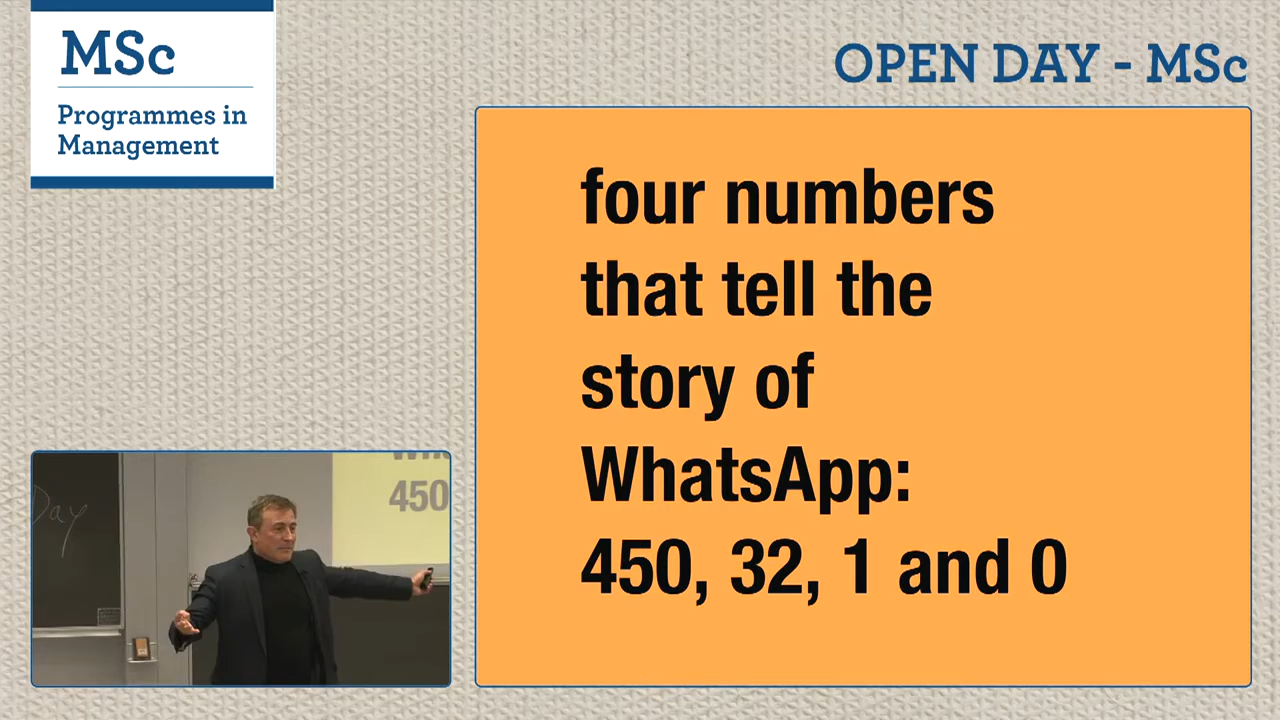 MSc
Programmes in
Management
OPEN DAY - MSc
four numbers
that tell the
story of
WhatsApp:
450, 32, 1 and 0
Day
450